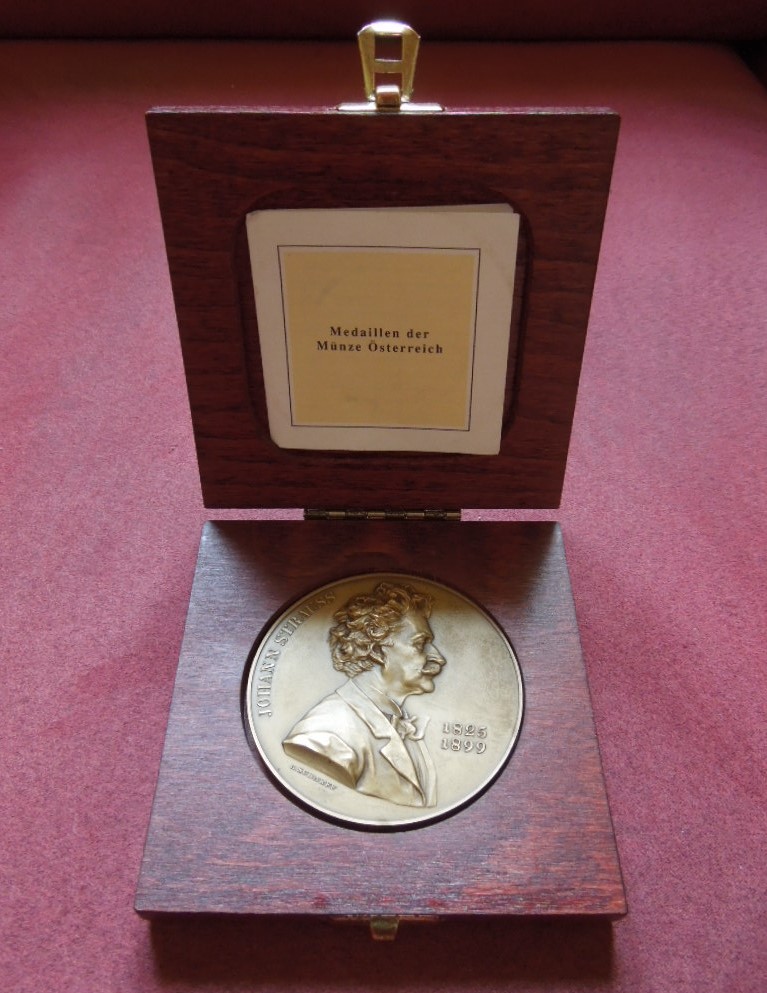 Medaillen der
Münze Österreich
JOHANN STRAUSS
1825
1899